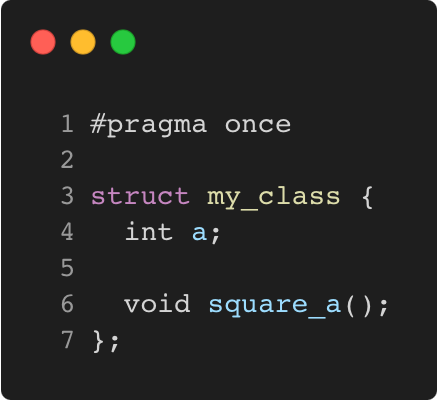 1 #pragma once
2
3 struct my_class {
4   int a;
5
6   void square_a();
7 };